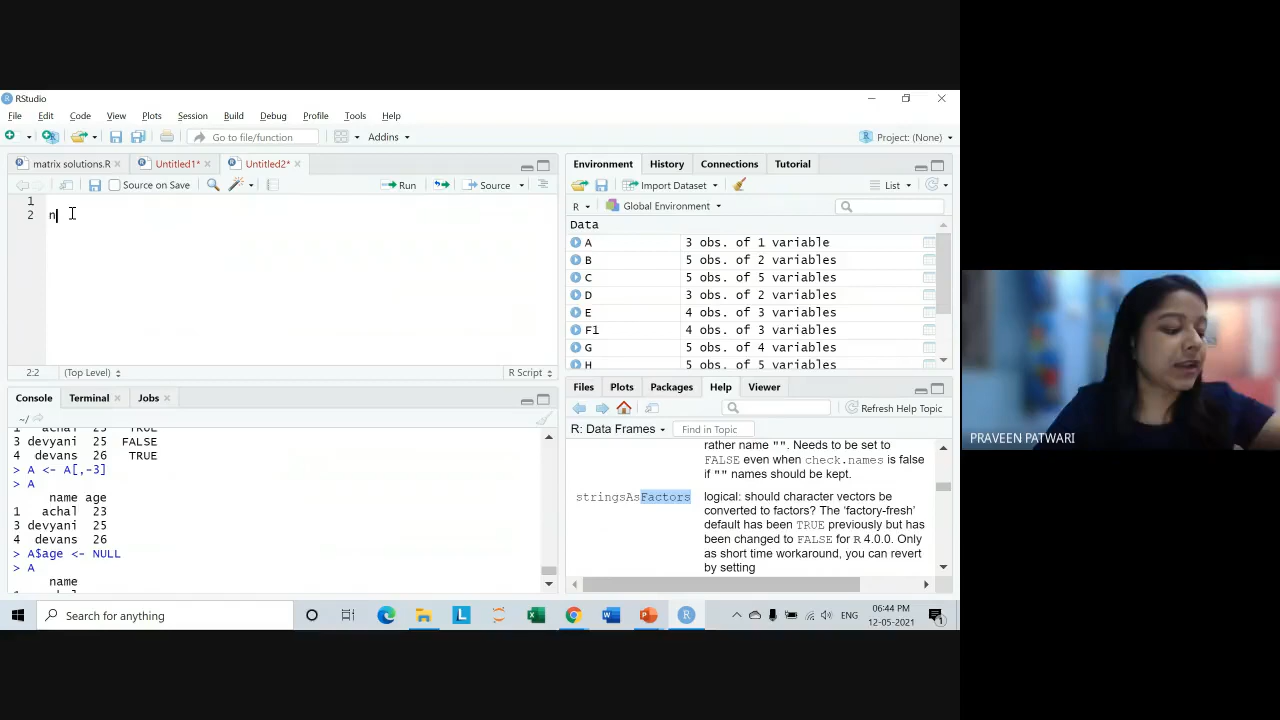 RStudio
File Edit Code View Plots Session Build Debug Profile Tools Help
Go to file/function Addins Project: (None)
matrix solutions.R Untitled1* Untitled2*
Source on Save Run Source
1
2 n
2:2 (Top Level) R Script
Console Terminal Jobs
~/
3 devyani 25 FALSE
4 devans 26 TRUE
> A <- A[,-3]
> A
name age
1 achal 23
3 devyani 25
4 devans 26
> A$age <- NULL
> A
name
Environment History Connections Tutorial
Import Dataset List
R Global Environment
Data
A 3 obs. of 1 variable
B 5 obs. of 2 variables
C 5 obs. of 5 variables
D 3 obs. of 2 variables
E 4 obs. of 3 variables
F1 4 obs. of 3 variables
G 5 obs. of 4 variables
H 5 obs. of 5 variables
Files Plots Packages Help Viewer
Refresh Help Topic
R: Data Frames Find in Topic
rather name "". Needs to be set to
FALSE even when check.names is false
if "" names should be kept.
stringsAsFactors logical: should character vectors be
converted to factors? The ‘factory-fresh’
default has been TRUE previously but has
been changed to FALSE for R 4.0.0. Only
as short time workaround, you can revert
by setting
PRAVEEN PATWARI
Search for anything
ENG
06:44 PM
12-05-2021